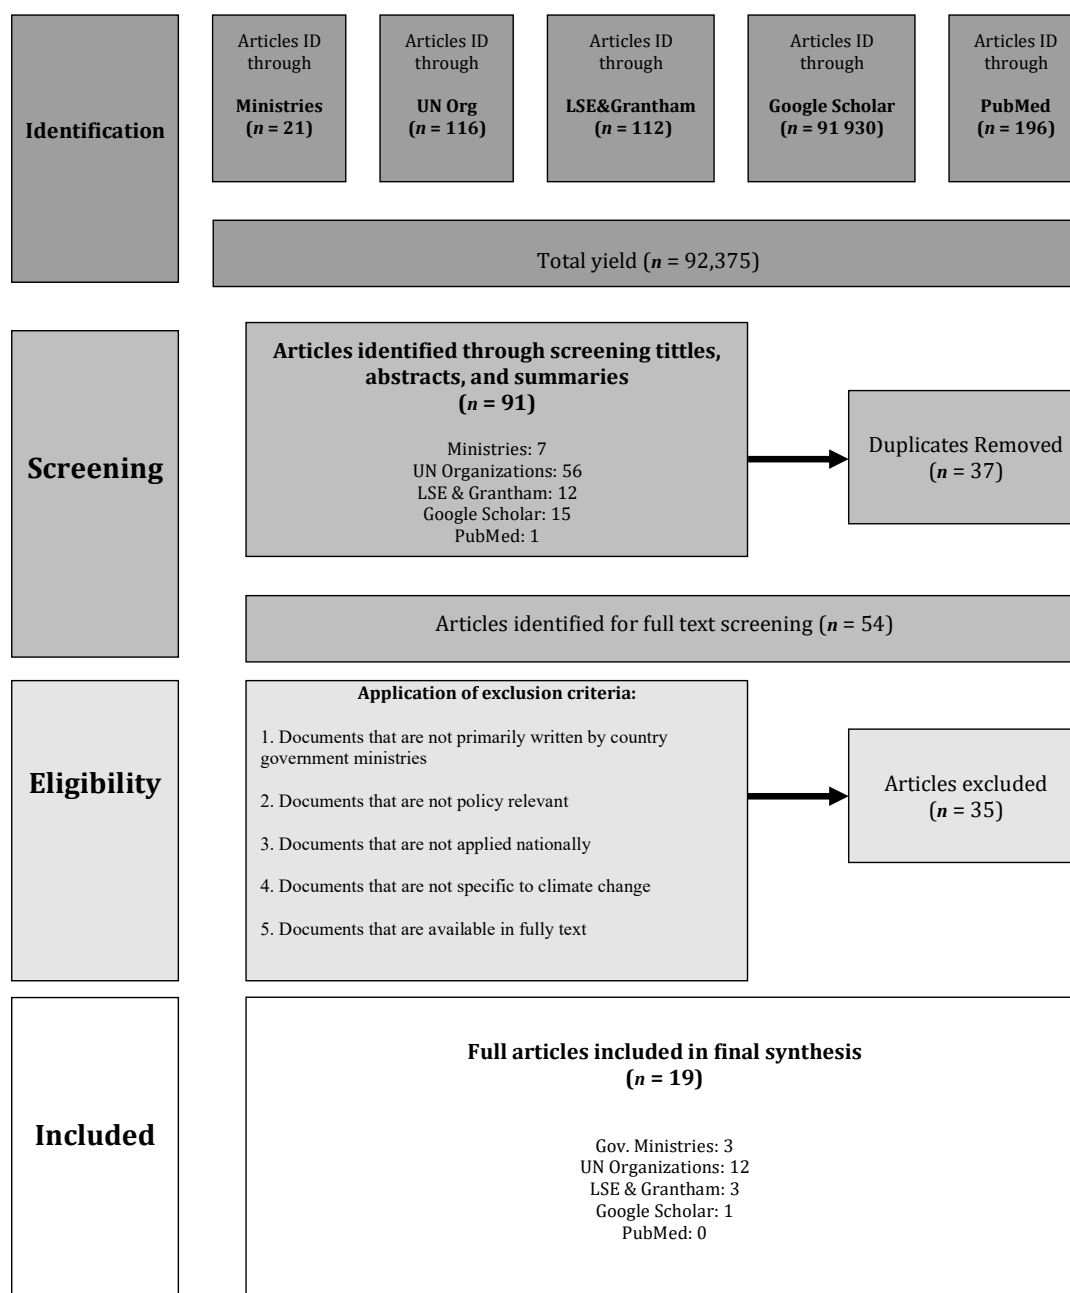 Identification
Articles ID
through
Ministries
(n = 21)
Articles ID
through
UN Org
(n = 116)
Articles ID
through
LSE&Grantham
(n = 112)
Articles ID
through
Google Scholar
(n = 91 930)
Articles ID
through
PubMed
(n = 196)
Total yield (n = 92,375)
Screening
Articles identified through screening tittles,
abstracts, and summaries
(n = 91)
Ministries: 7
UN Organizations: 56
LSE & Grantham: 12
Google Scholar: 15
PubMed: 1
Duplicates Removed
(n = 37)
Articles identified for full text screening (n = 54)
Eligibility
Application of exclusion criteria:
1. Documents that are not primarily written by country
government ministries
2. Documents that are not policy relevant
3. Documents that are not applied nationally
4. Documents that are not specific to climate change
5. Documents that are available in fully text
Articles excluded
(n = 35)
Included
Full articles included in final synthesis
(n = 19)
Gov. Ministries: 3
UN Organizations: 12
LSE & Grantham: 3
Google Scholar: 1
PubMed: 0